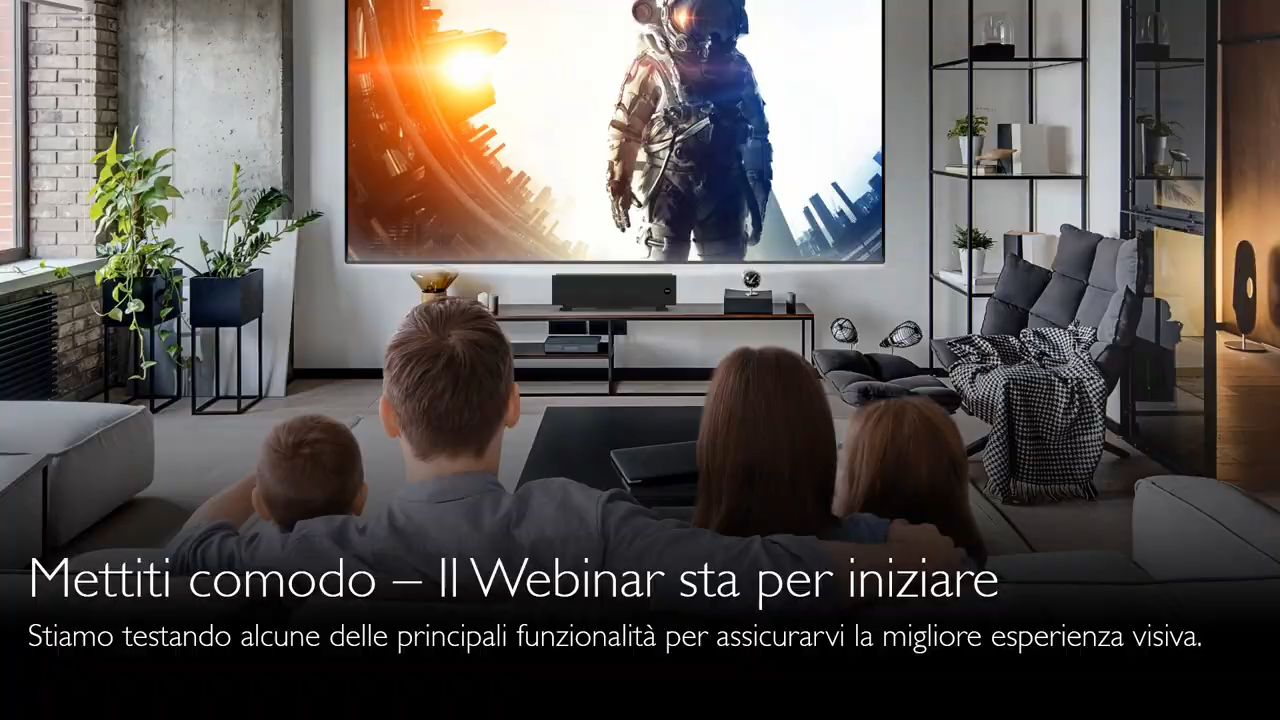 Mettiti comodo – Il Webinar sta per iniziare
Stiamo testando alcune delle principali funzionalità per assicurarvi la migliore esperienza visiva.